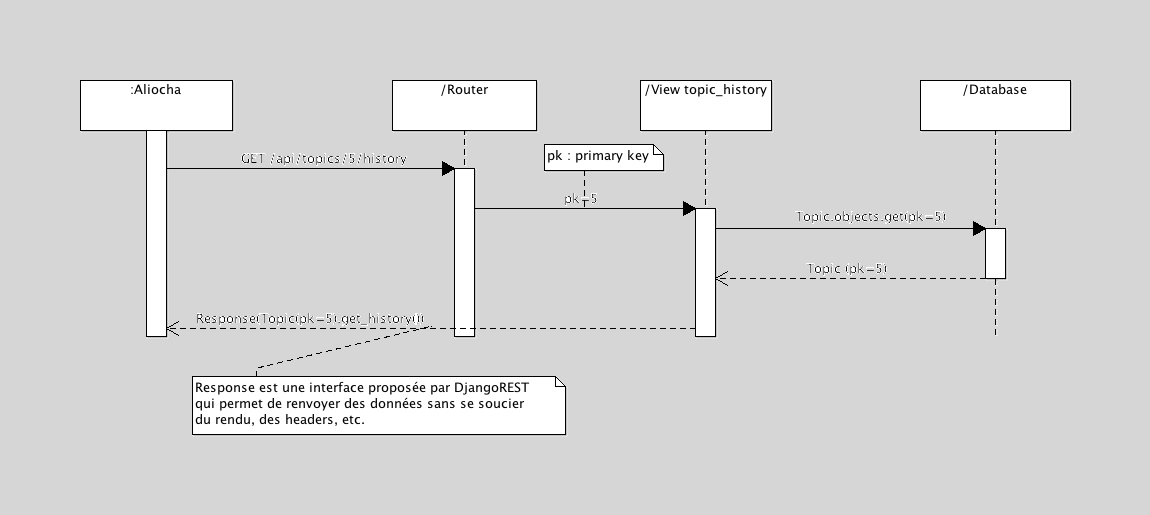 :Aliocha
/Router
/View topic_history
/Database
GET /api/topics/5/history
pk : primary key
pk=5
Topic.objects.get(pk=5)
Topic (pk=5)
Response(Topic(pk=5).get_history())
Response est une interface proposée par DjangoREST
qui permet de renvoyer des données sans se soucier
du rendu, des headers, etc.